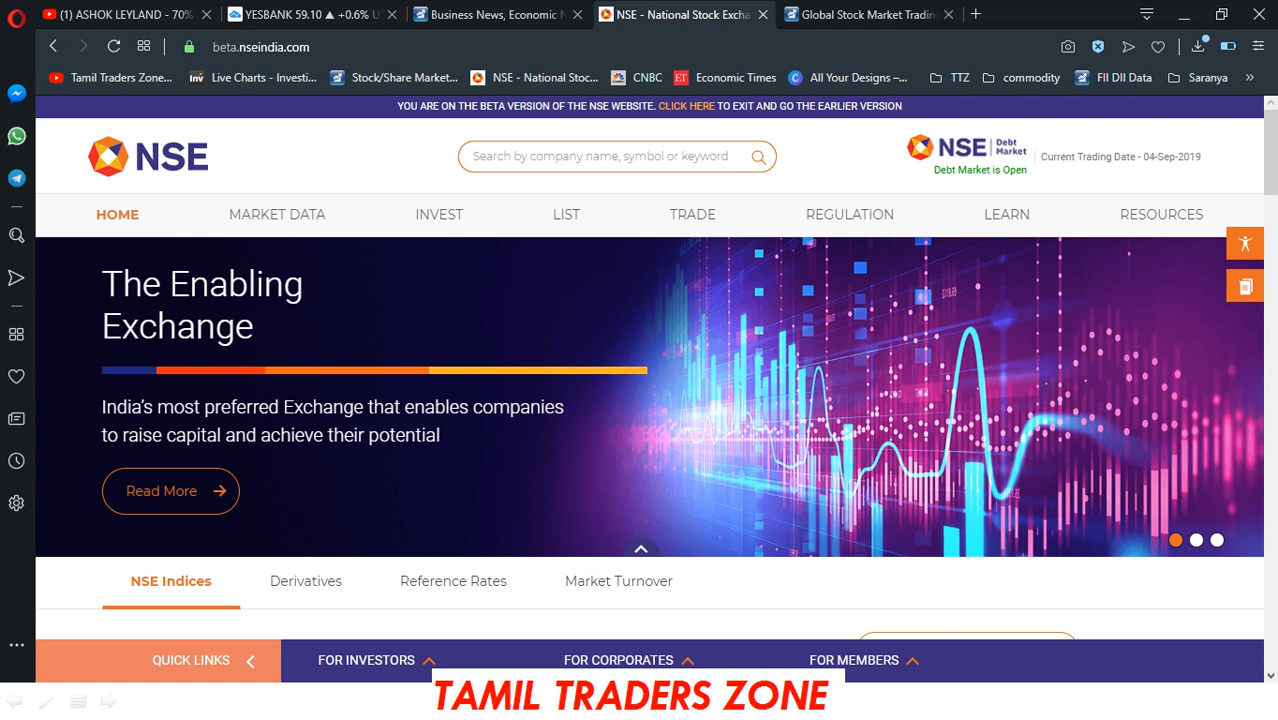 (1) ASHOK LEYLAND - 70%
YESBANK 59.10 ▲ +0.6% U
Business News, Economic N
NSE - National Stock Excha
Global Stock Market Tradin
beta.nseindia.com
Tamil Traders Zone...
Inv Live Charts - Investi...
Stock/Share Market...
NSE - National Stoc...
CNBC
ET Economic Times
All Your Designs –...
TTZ
commodity
FII DII Data
Saranya
YOU ARE ON THE BETA VERSION OF THE NSE WEBSITE. CLICK HERE TO EXIT AND GO THE EARLIER VERSION
NSE
Search by company name, symbol or keyword
NSE Debt Market
Debt Market is Open
Current Trading Date - 04-Sep-2019
HOME
MARKET DATA
INVEST
LIST
TRADE
REGULATION
LEARN
RESOURCES
The Enabling
Exchange
India's most preferred Exchange that enables companies
to raise capital and achieve their potential
Read More
NSE Indices
Derivatives
Reference Rates
Market Turnover
QUICK LINKS
FOR INVESTORS
FOR CORPORATES
FOR MEMBERS
TAMIL TRADERS ZONE